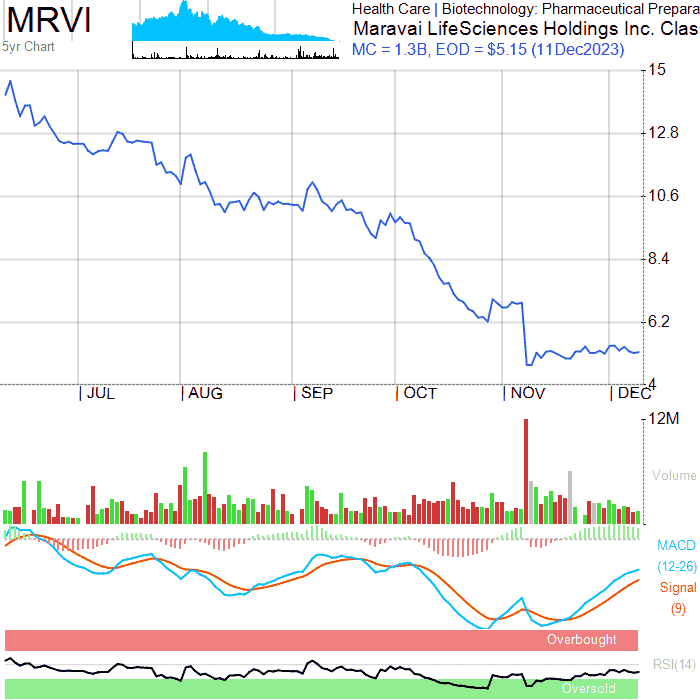 MRVI
5yr Chart
Health Care | Biotechnology: Pharmaceutical Prepara
Maravai LifeSciences Holdings Inc. Clas
MC = 1.3B, EOD = $5.15 (11Dec2023)
15
12.8
10.6
8.4
6.2
4
JUL AUG SEP OCT NOV DEC
12M
Volume
MACD
(12-26)
Signal
(9)
Overbought
RSI(14)
Oversold